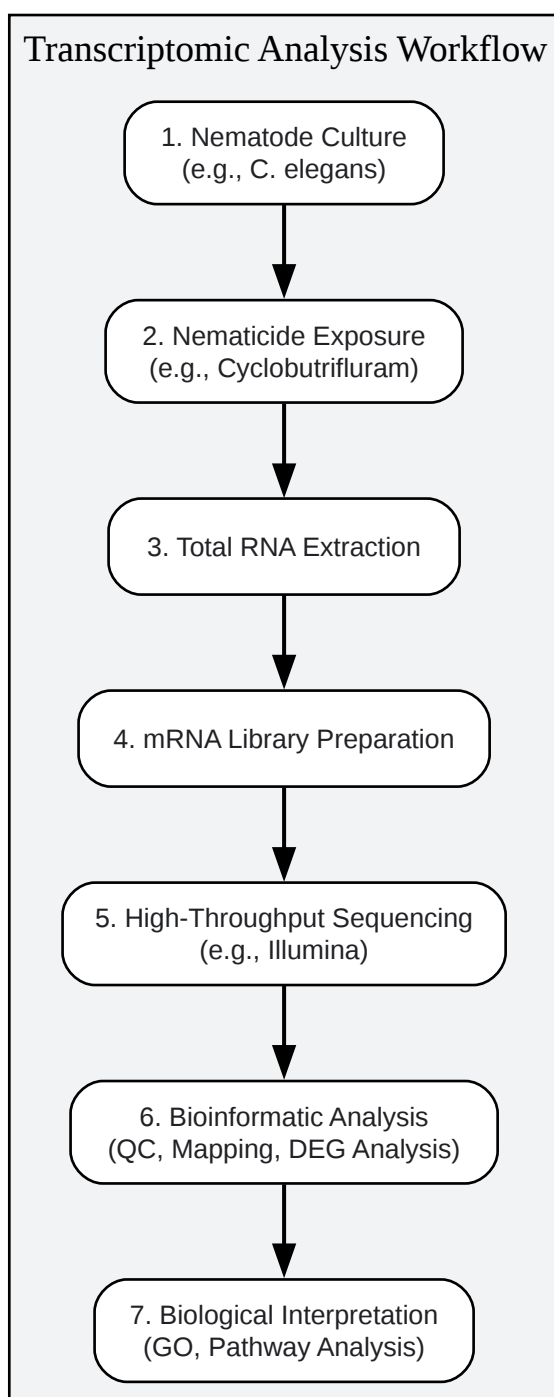 Transcriptomic Analysis Workflow
1. Nematode Culture
(e.g., C. elegans)
2. Nematicide Exposure
(e.g., Cyclobutrifluram)
3. Total RNA Extraction
4. mRNA Library Preparation
5. High-Throughput Sequencing
(e.g., Illumina)
6. Bioinformatic Analysis
(QC, Mapping, DEG Analysis)
7. Biological Interpretation
(GO, Pathway Analysis)